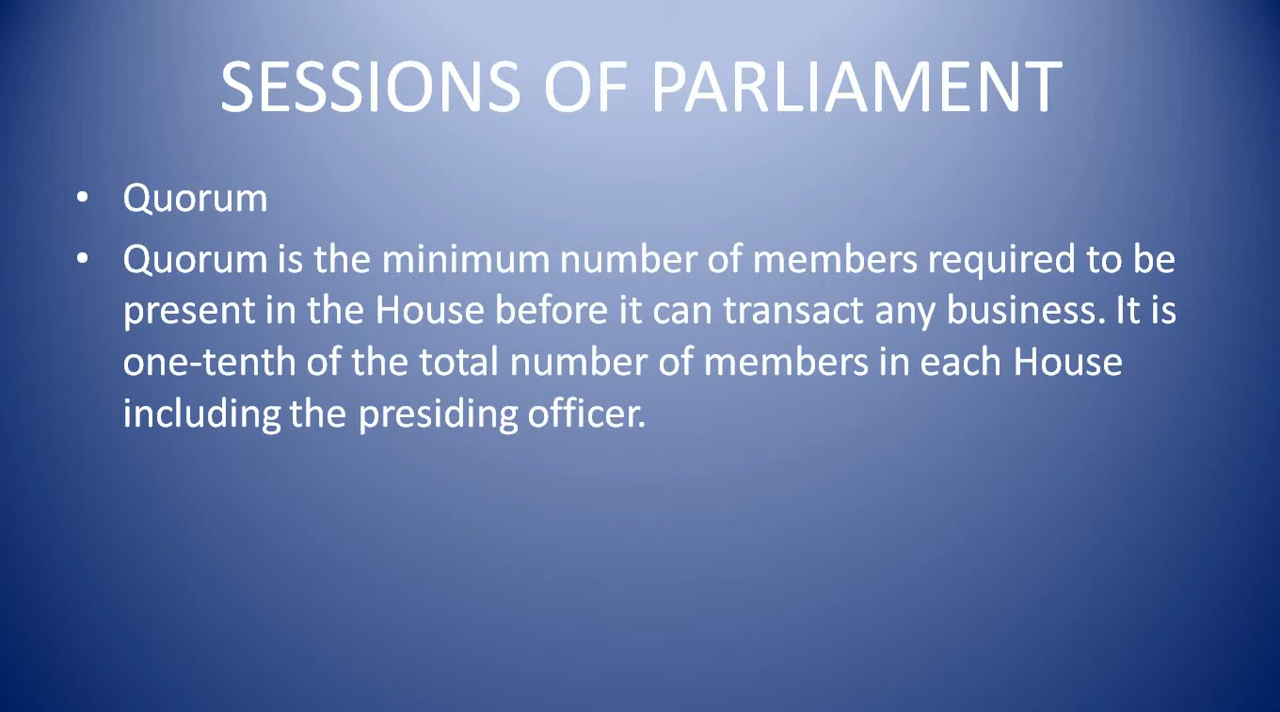 SESSIONS OF PARLIAMENT
• Quorum
• Quorum is the minimum number of members required to be
present in the House before it can transact any business. It is
one-tenth of the total number of members in each House
including the presiding officer.